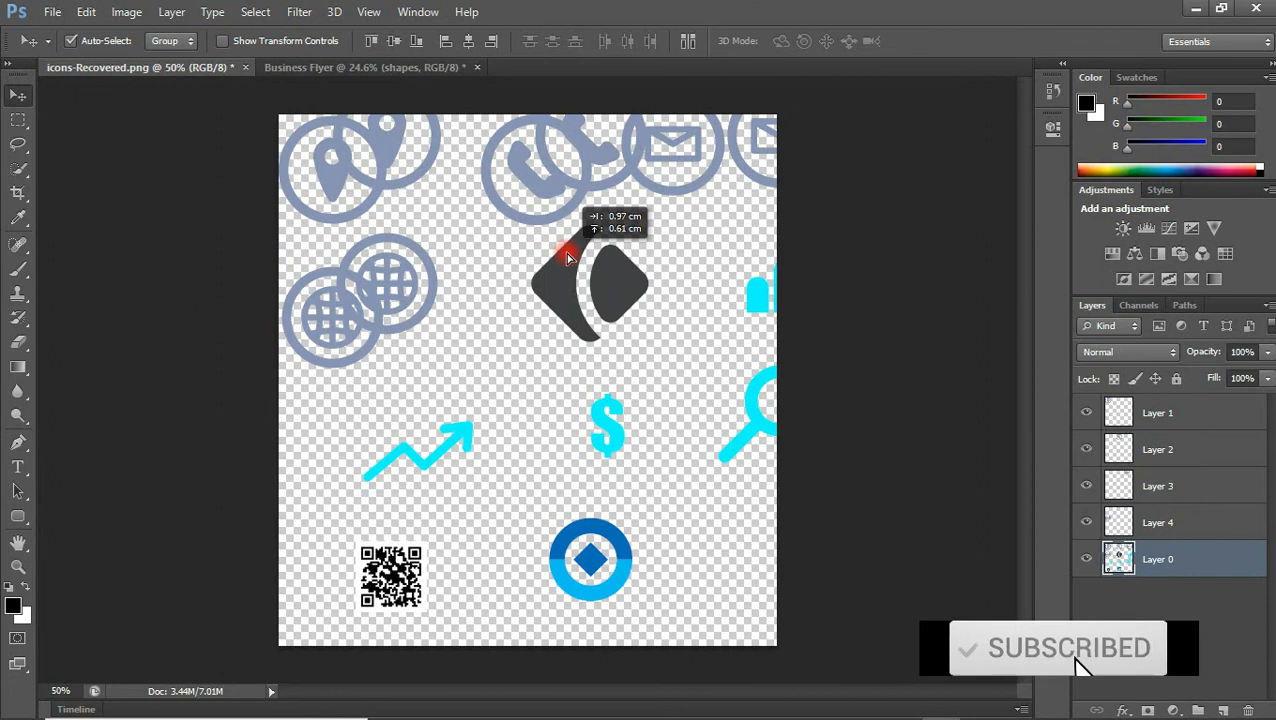 Ps File Edit Image Layer Type Select Filter 3D View Window Help
Auto-Select: Group Show Transform Controls 3D Mode: Essentials
icons-Recovered.png @ 50% (RGB/8) * × Business Flyer @ 24.6% (shapes, RGB/8) * ×
Color Swatches
R 0
G 0
B 0
Adjustments Styles
Add an adjustment
→I: 0.97 cm
0.61 cm
Layers Channels Paths
Kind
Normal Opacity: 100%
Lock: Fill: 100%
Layer 1
Layer 2
Layer 3
Layer 4
Layer 0
$
SUBSCRIBED
50% Doc: 3.44M/7.01M
Timeline